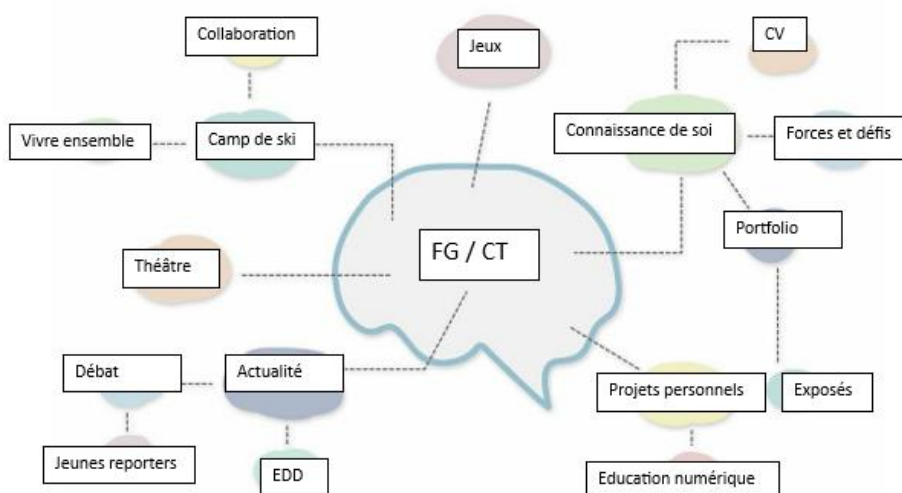 Collaboration
Jeux
CV
Vivre ensemble
Camp de ski
Connaissance de soi
Forces et défis
Portfolio
FG / CT
Théâtre
Débat
Actualité
Projets personnels
Exposés
Jeunes reporters
EDD
Education numérique